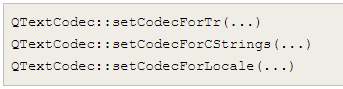 QTextCodec::setCodecForTr(...)
QTextCodec::setCodecForCStrings(...)
QTextCodec::setCodecForLocale(...)